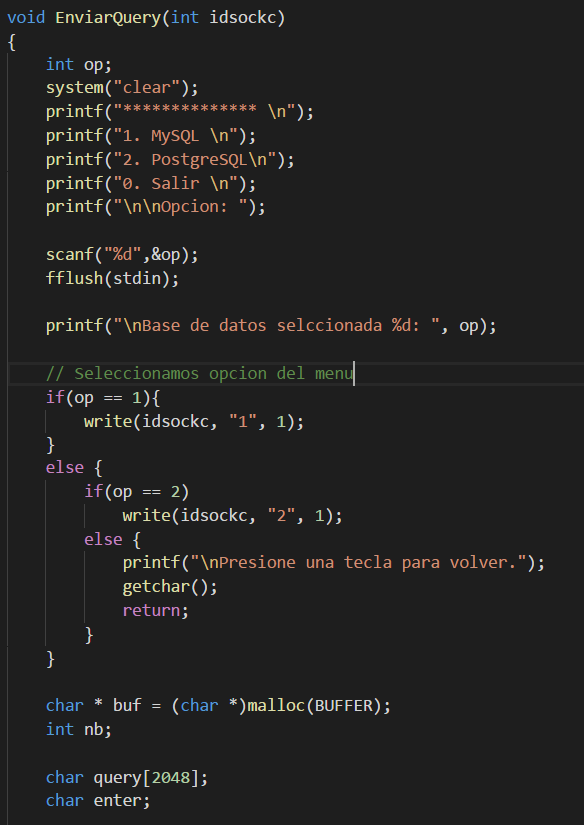 void EnviarQuery(int idsockc)
{
    int op;
    system("clear");
    printf("************** \n");
    printf("1. MySQL \n");
    printf("2. PostgreSQL\n");
    printf("0. Salir \n");
    printf("\n\nOpcion: ");

    scanf("%d",&op);
    fflush(stdin);

    printf("\nBase de datos selccionada %d: ", op);

    // Seleccionamos opcion del menu
    if(op == 1){
        write(idsockc, "1", 1);
    }
    else {
        if(op == 2)
            write(idsockc, "2", 1);
        else {
            printf("\nPresione una tecla para volver.");
            getchar();
            return;
        }
    }

    char * buf = (char *)malloc(BUFFER);
    int nb;

    char query[2048];
    char enter;